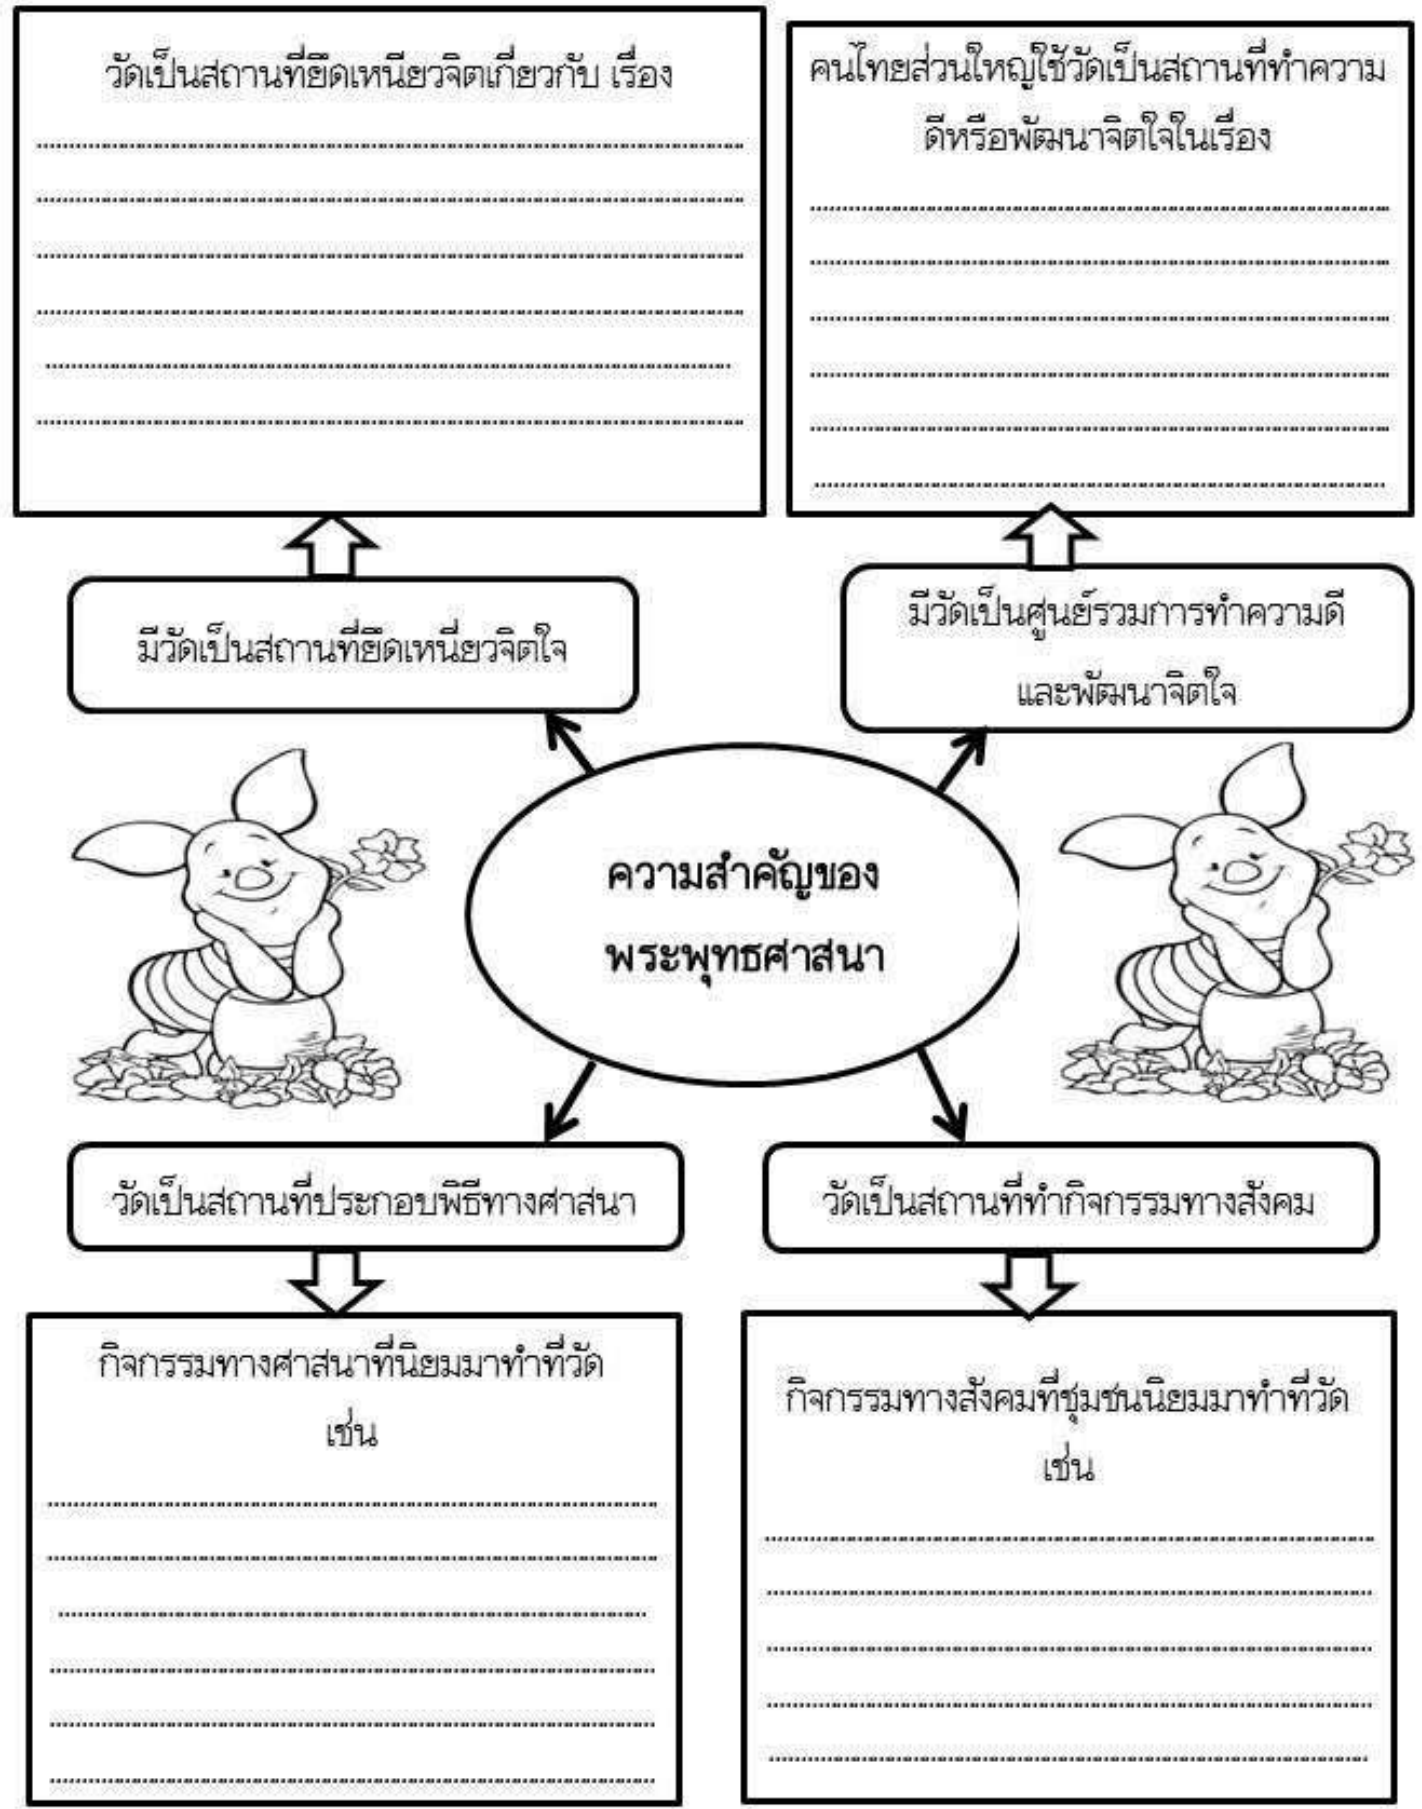 วัดเป็นสถานที่ยึดเหนี่ยวจิตเกี่ยวกับ เรื่อง
คนไทยส่วนใหญ่ใช้วัดเป็นสถานที่ทำความ
ดีหรือพัฒนาจิตใจในเรื่อง
มีวัดเป็นสถานที่ยึดเหนี่ยวจิตใจ
มีวัดเป็นศูนย์รวมการทำความดี
และพัฒนาจิตใจ
ความสำคัญของ
พระพุทธศาสนา
วัดเป็นสถานที่ประกอบพิธีทางศาสนา
วัดเป็นสถานที่ทำกิจกรรมทางสังคม
กิจกรรมทางศาสนาที่นิยมมาทำที่วัด
เช่น
กิจกรรมทางสังคมที่ชุมชนนิยมมาทำที่วัด
เช่น